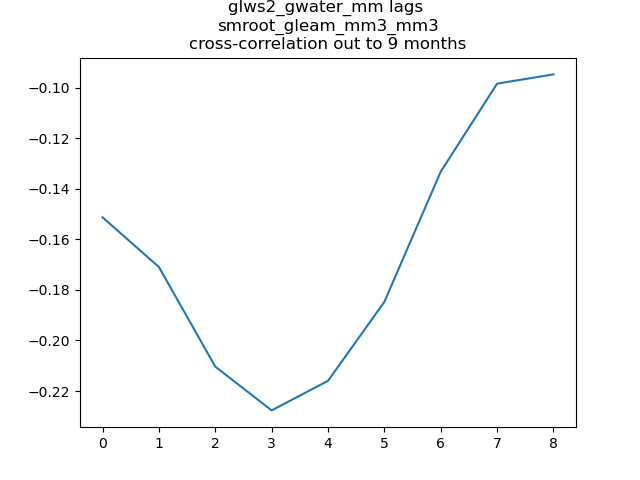 glws2_gwater_mm lags
smroot_gleam_mm3_mm3
cross-correlation out to 9 months
−0.10
−0.12
−0.14
−0.16
−0.18
−0.20
−0.22
0 1 2 3 4 5 6 7 8